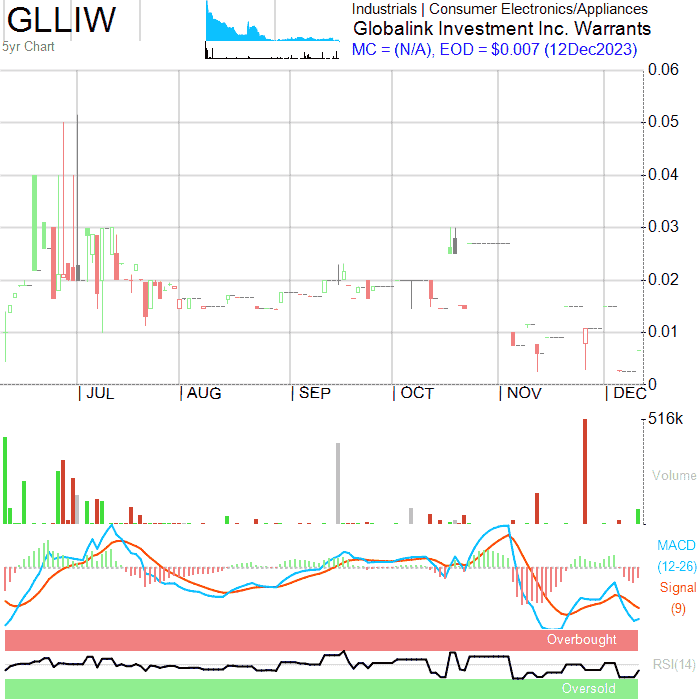 GLLIW
5yr Chart
Industrials | Consumer Electronics/Appliances
Globalink Investment Inc. Warrants
MC = (N/A), EOD = $0.007 (12Dec2023)
0.06
0.05
0.04
0.03
0.02
0.01
0
| JUL | AUG | SEP | OCT | NOV | DEC
516k
Volume
MACD
(12-26)
Signal
(9)
Overbought
RSI(14)
Oversold